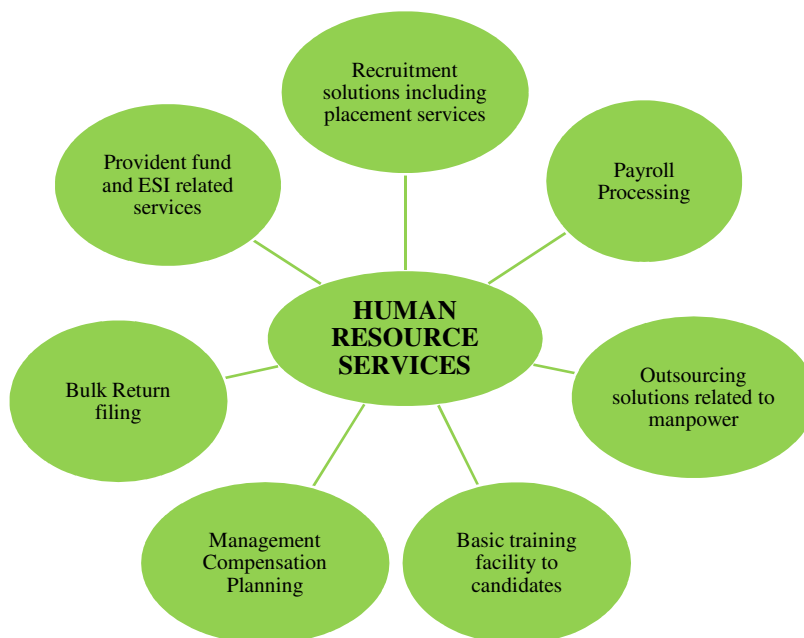 Recruitment
solutions including
placement services
Provident fund
and ESI related
services
Payroll
Processing
HUMAN
RESOURCE
SERVICES
Bulk Return
filing
Outsourcing
solutions related to
manpower
Management
Compensation
Planning
Basic training
facility to
candidates